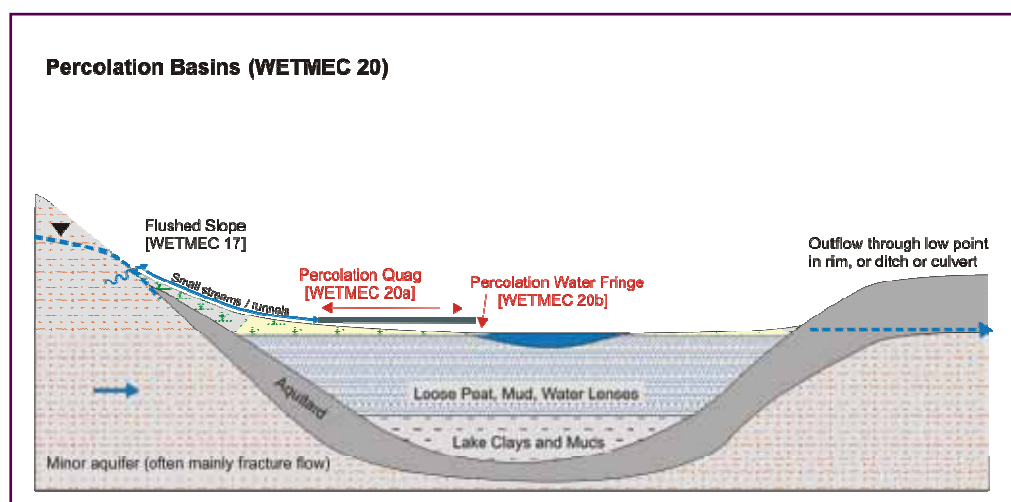 Percolation Basins (WETMEC 20)
Flushed Slope
[WETMEC 17]
Small streams / runnels
Percolation Quag
[WETMEC 20a]
Percolation Water Fringe
[WETMEC 20b]
Outflow through low point
in rim, or ditch or culvert
Aquitard
Loose Peat, Mud, Water Lenses
Lake Clays and Mucs
Minor aquifer (often mainly fracture flow)